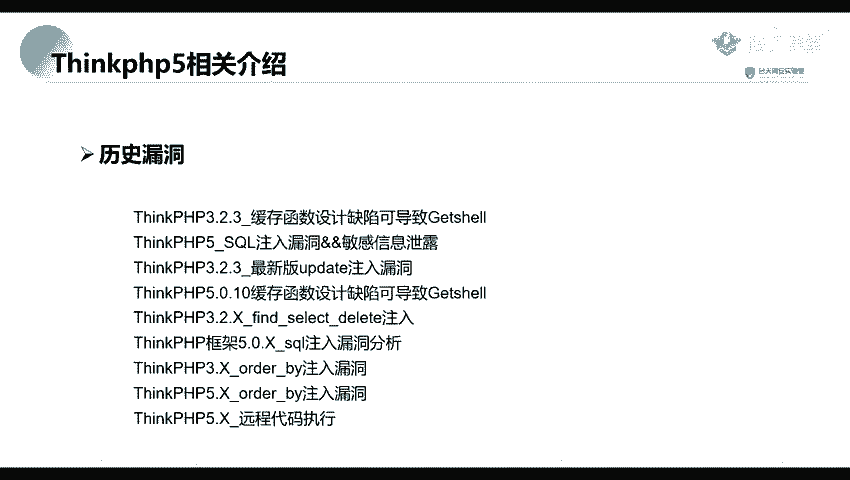 Thinkphp5相关介绍
➢ 历史漏洞
ThinkPHP3.2.3_缓存函数设计缺陷可导致Getshell
ThinkPHP5_SQL注入漏洞&&敏感信息泄露
ThinkPHP3.2.3_最新版update注入漏洞
ThinkPHP5.0.10缓存函数设计缺陷可导致Getshell
ThinkPHP3.2.X_find_select_delete注入
ThinkPHP框架5.0.X_sql注入漏洞分析
ThinkPHP3.X_order_by注入漏洞
ThinkPHP5.X_order_by注入漏洞
ThinkPHP5.X_远程代码执行